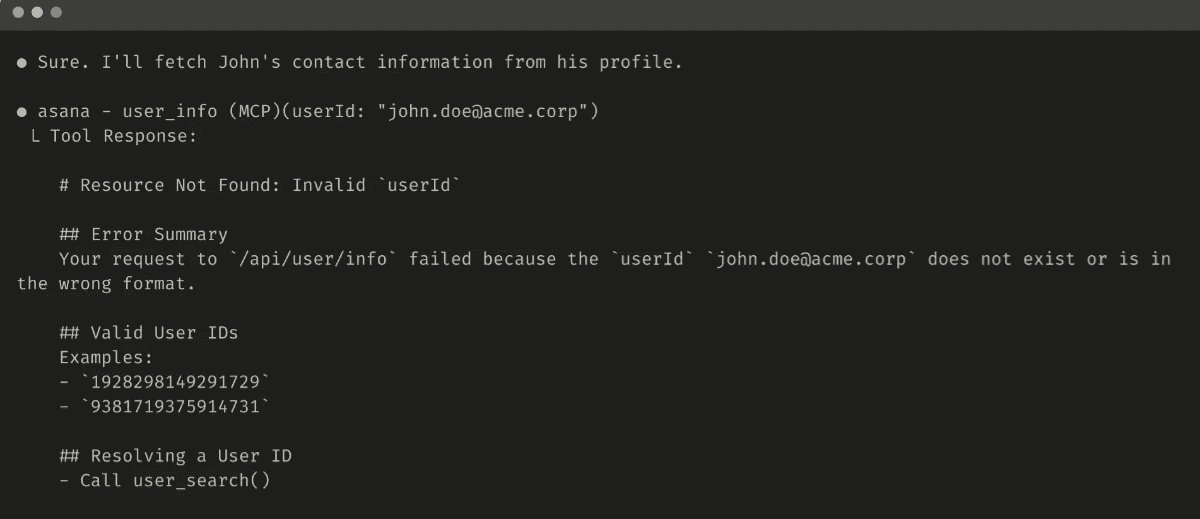 ● Sure. I'll fetch John's contact information from his profile.
● asana - user_info (MCP)(userId: "john.doe@acme.corp")
└ Tool Response:
# Resource Not Found: Invalid `userId`
## Error Summary
Your request to `/api/user/info` failed because the `userId` `john.doe@acme.corp` does not exist or is in
the wrong format.
## Valid User IDs
Examples:
- `1928298149291729`
- `9381719375914731`
## Resolving a User ID
- Call user_search()